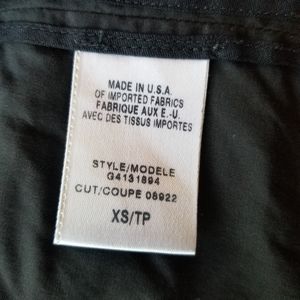 MADE IN U.S.A.
OF IMPORTED FABRICS
FABRIQUE AUX E.-U.
AVEC DES TISSUS IMPORTES
STYLE/MODELE
G4131894
CUT/COUPE 08922
XS/TP